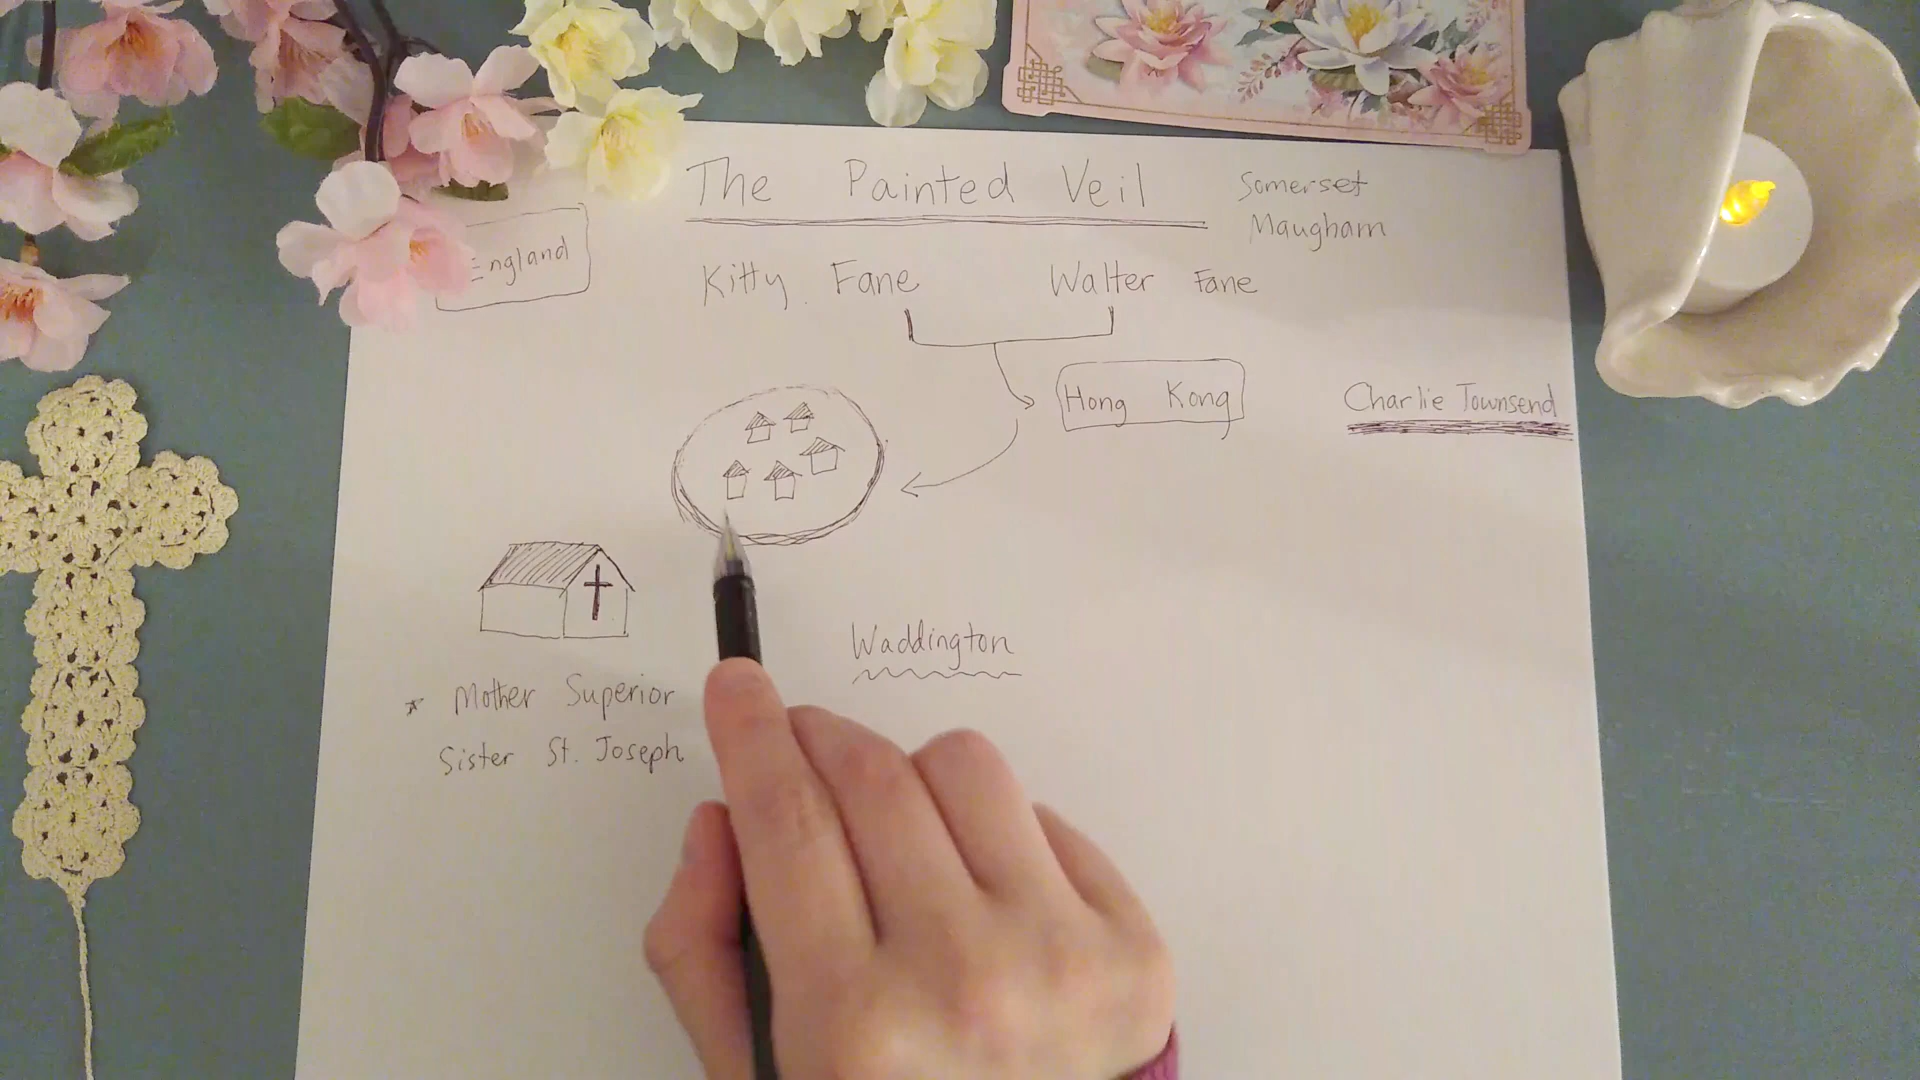 The Painted Veil
Somerset
Maugham
England
Kitty Fane
Walter Fane
Hong Kong
Charlie Townsend
Waddington
* Mother Superior
Sister St. Joseph